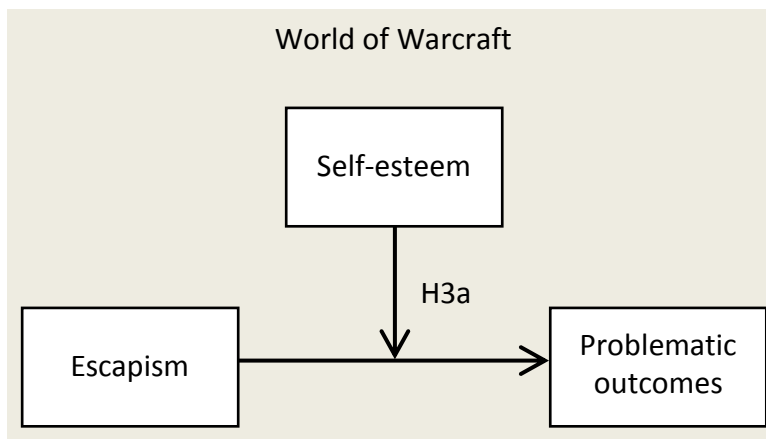 World of Warcraft
Self-esteem
H3a
Escapism
Problematic
outcomes